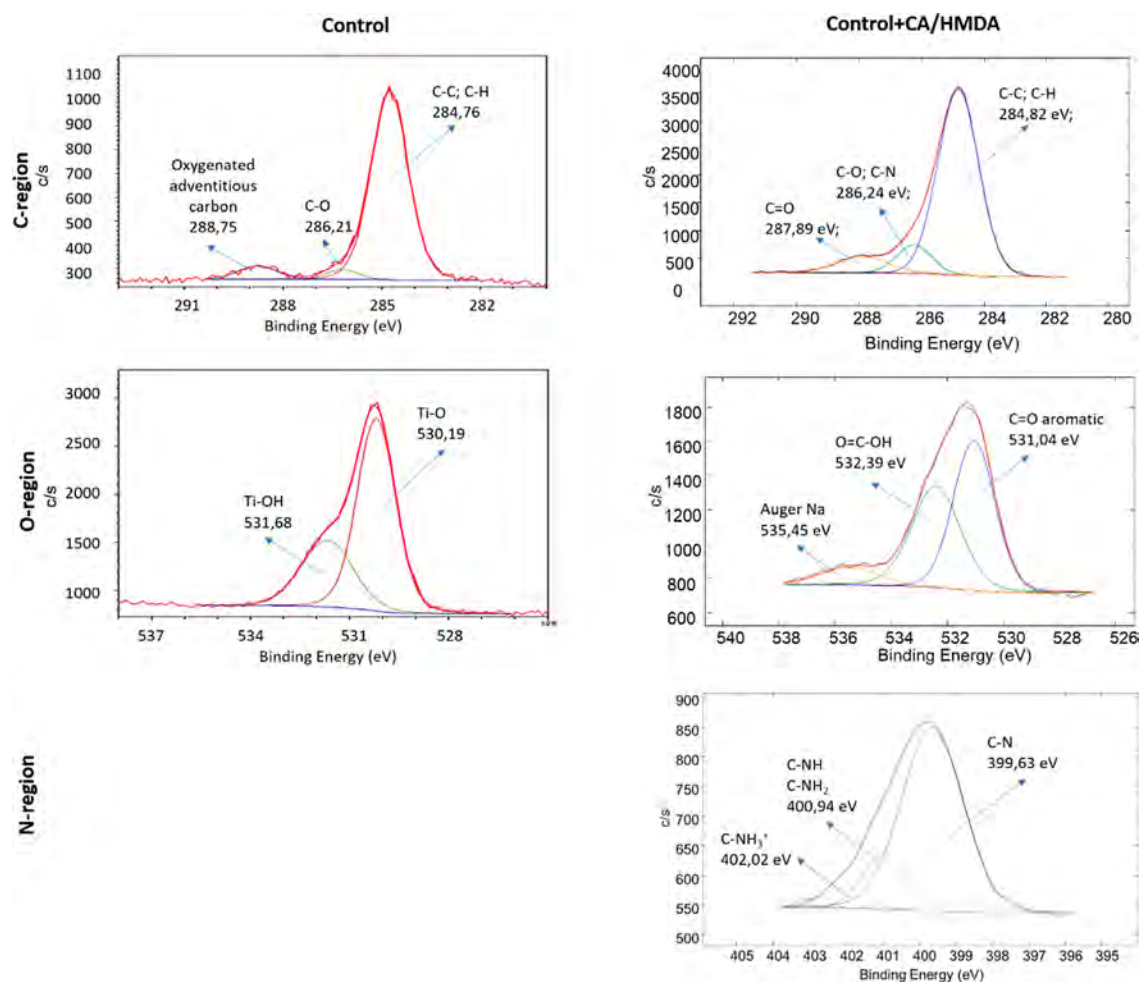 Control
Control+CA/HMDA
C-region
c/s
1100
1000
900
800
700
600
500
400
300
C-C; C-H
284,76
Oxygenated
adventitious
carbon
288,75
C-O
286,21
291
288
285
282
Binding Energy (eV)
c/s
4000
3500
3000
2500
2000
1500
1000
500
0
C-C; C-H
284,82 eV;
C-O; C-N
286,24 eV;
C=O
287,89 eV;
292
290
288
286
284
282
280
Binding Energy (eV)
O-region
c/s
3000
2500
2000
1500
1000
Ti-O
530,19
Ti-OH
531,68
537
534
531
528
Binding Energy (eV)
c/s
1800
1600
1400
1200
1000
800
600
C=O aromatic
531,04 eV
O=C-OH
532,39 eV
Auger Na
535,45 eV
540
538
536
534
532
530
528
526
Binding Energy (eV)
N-region
c/s
900
850
800
750
700
650
600
550
500
C-N
399,63 eV
C-NH
C-NH₂
400,94 eV
C-NH₃⁺
402,02 eV
405
404
403
402
401
400
399
398
397
396
395
Binding Energy (eV)